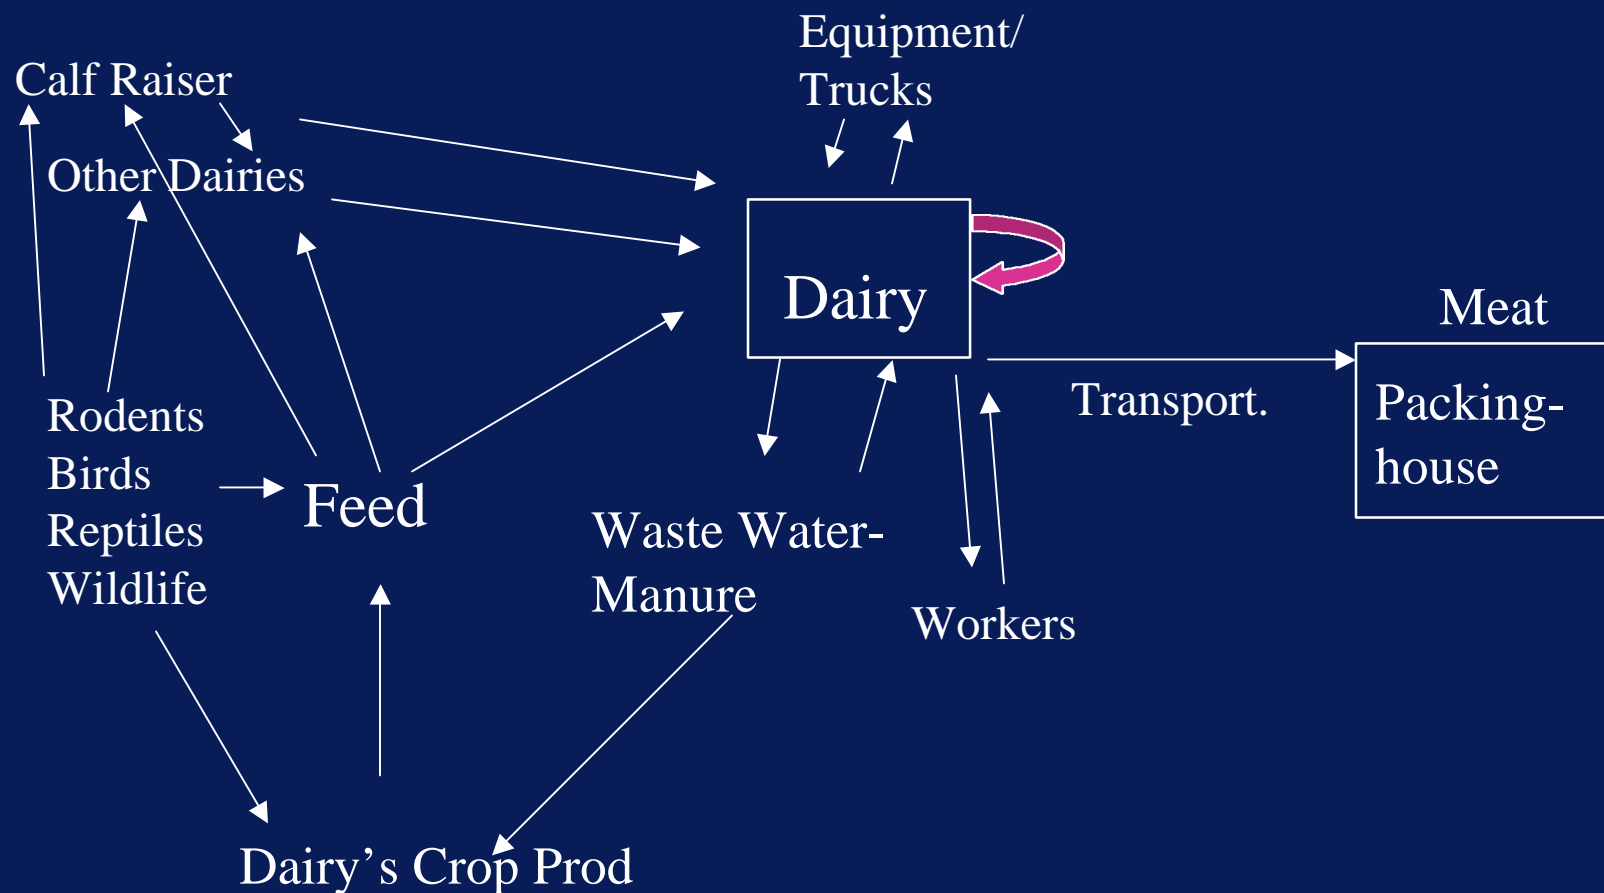 Equipment/
Trucks
Calf Raiser
Other Dairies
Dairy
Meat
Packing-
house
Transport.
Rodents
Birds
Reptiles
Wildlife
Feed
Waste Water-
Manure
Workers
Dairy’s Crop Prod